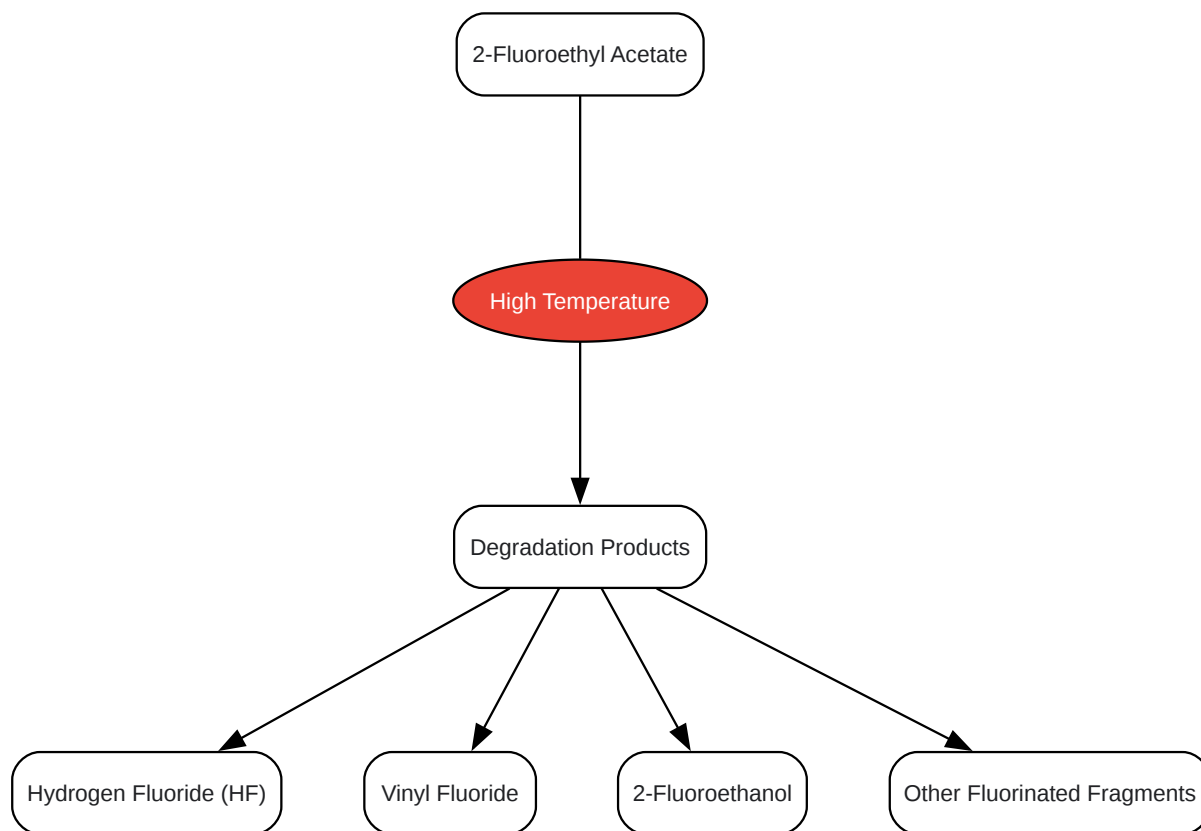 2-Fluoroethyl Acetate
High Temperature
Degradation Products
Hydrogen Fluoride (HF)
Vinyl Fluoride
2-Fluoroethanol
Other Fluorinated Fragments